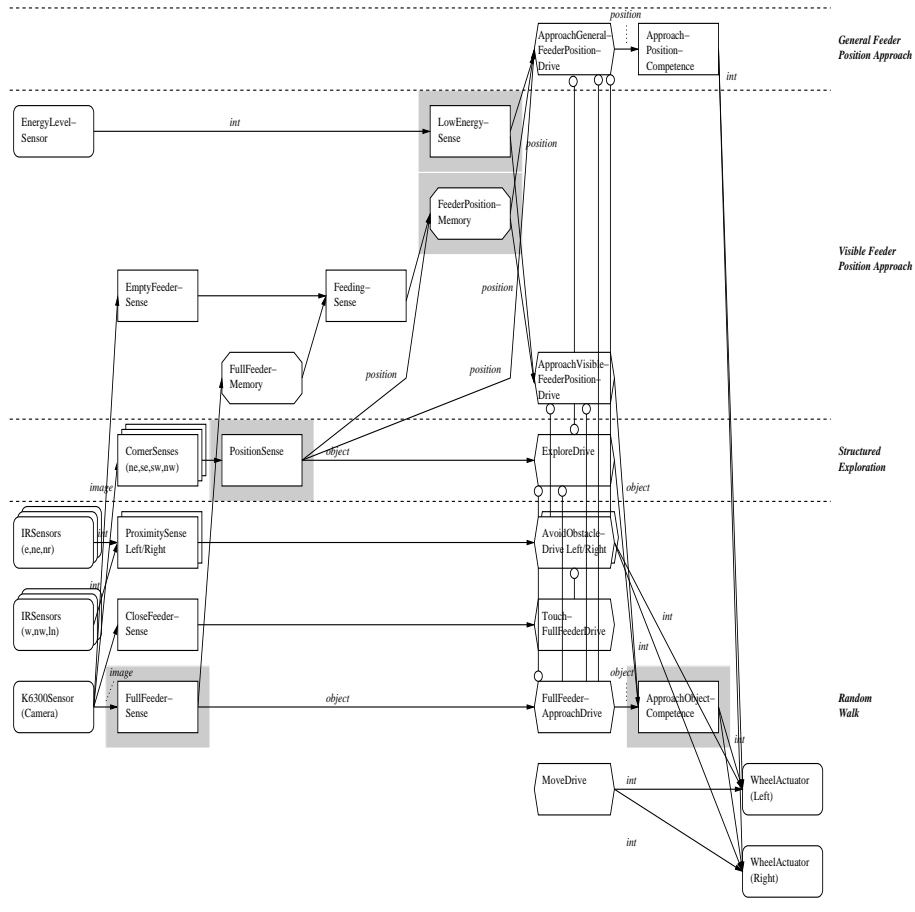 position
ApproachGeneral–
FeederPosition–
Drive
Approach–
Position–
Competence
General Feeder
Position Approach
int
EnergyLevel–
Sensor
int
LowEnergy–
Sense
position
FeederPosition–
Memory
Visible Feeder
Position Approach
EmptyFeeder–
Sense
Feeding–
Sense
position
FullFeeder–
Memory
position
position
ApproachVisible–
FeederPosition–
Drive
CornerSenses
(ne,se,sw,nw)
PositionSense
object
ExploreDrive
Structured
Exploration
image
object
IRSensors
(e,ne,nr)
int
ProximitySense
Left/Right
AvoidObstacle–
Drive Left/Right
int
IRSensors
(w,nw,ln)
CloseFeeder–
Sense
Touch–
FullFeederDrive
int
int
image
object
K6300Sensor
(Camera)
FullFeeder–
Sense
object
FullFeeder–
ApproachDrive
ApproachObject–
Competence
Random
Walk
int
MoveDrive
int
WheelActuator
(Left)
int
WheelActuator
(Right)